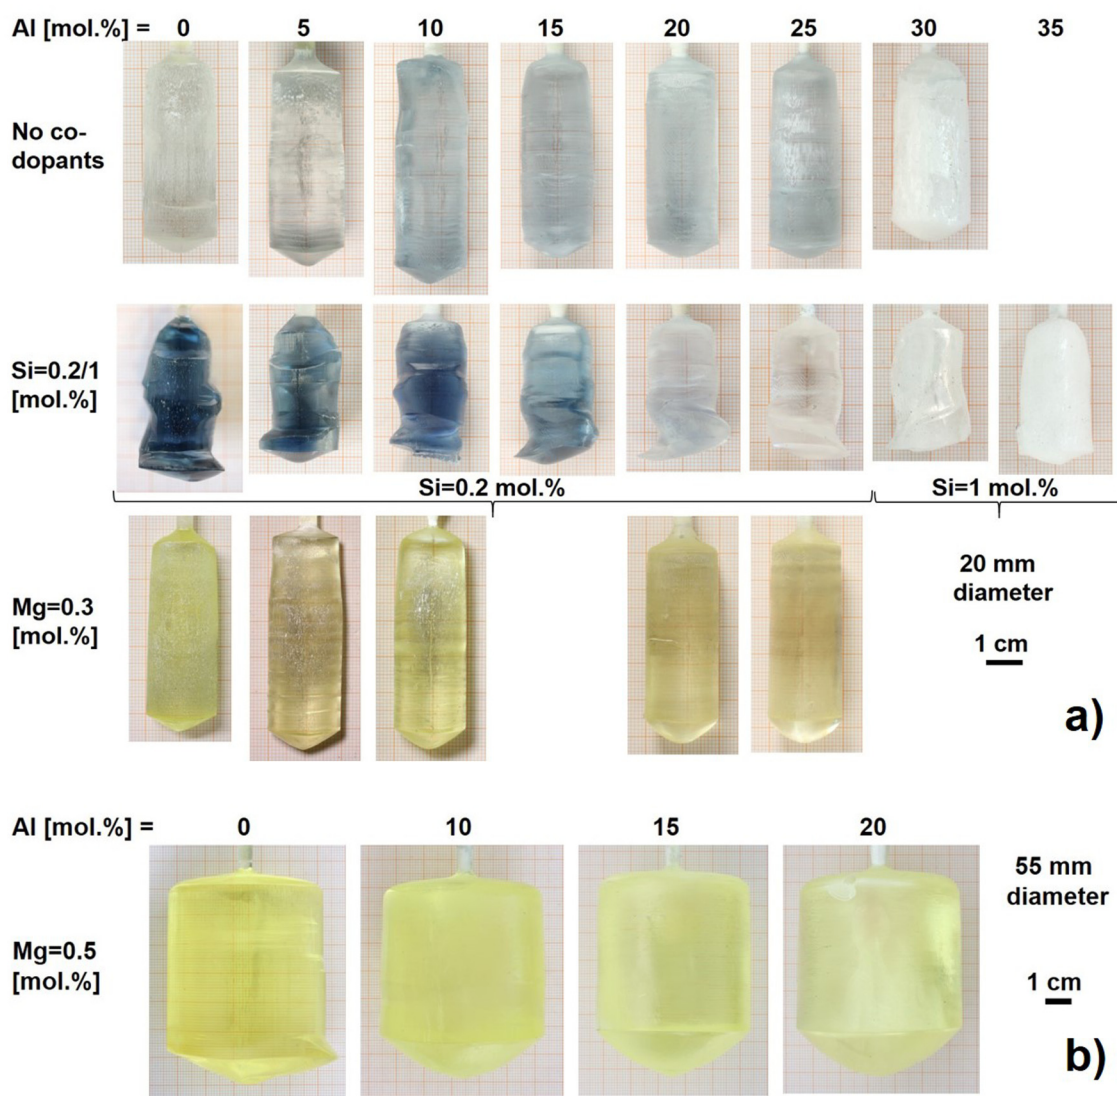 Al [mol.%] = 0 5 10 15 20 25 30 35
No co-
dopants
Si=0.2/1
[mol.%]
Si=0.2 mol.% Si=1 mol.%
Mg=0.3
[mol.%]
20 mm
diameter
1 cm
a)
Al [mol.%] = 0 10 15 20
Mg=0.5
[mol.%]
55 mm
diameter
1 cm
b)